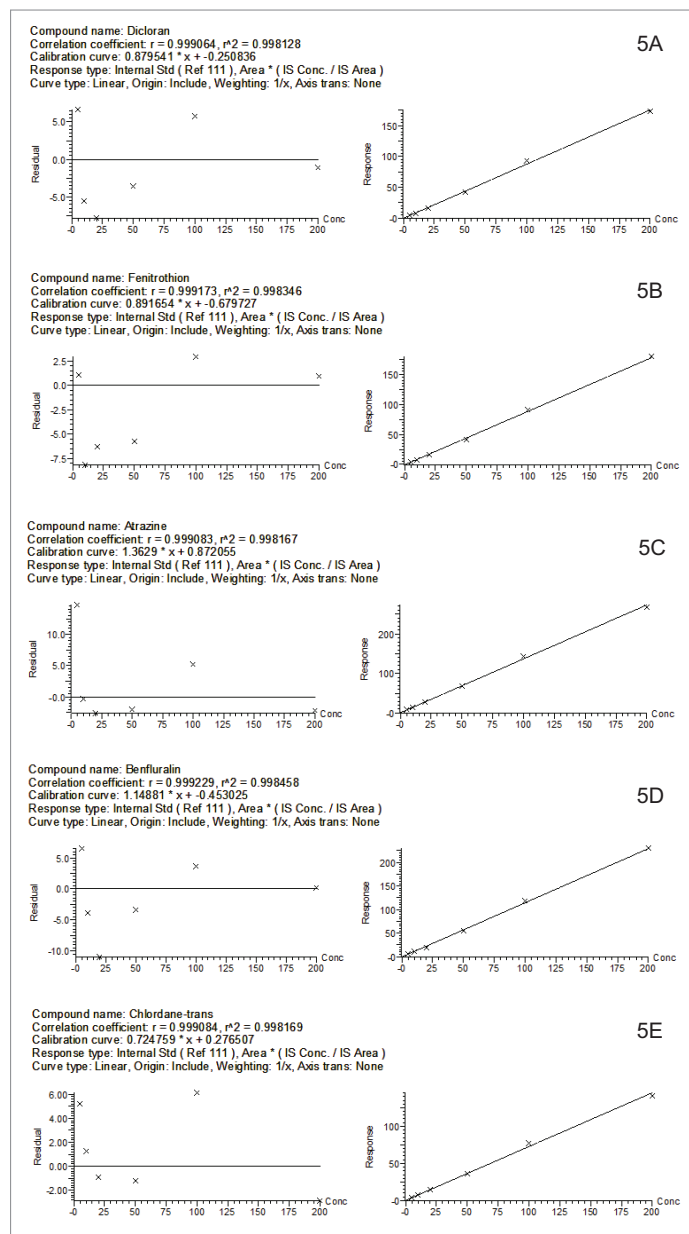 Compound name: Dicloran
Correlation coefficient: r = 0.999064, r^2 = 0.998128
Calibration curve: 0.879541 * x + -0.250836
Response type: Internal Std ( Ref 111 ), Area * ( IS Conc. / IS Area )
Curve type: Linear, Origin: Include, Weighting: 1/x, Axis trans: None
5A
Residual
5.0
0.0
-5.0
Conc
0 25 50 75 100 125 150 175 200
Response
150
100
50
-0
Conc
0 25 50 75 100 125 150 175 200
Compound name: Fenitrothion
Correlation coefficient: r = 0.999173, r^2 = 0.998346
Calibration curve: 0.891654 * x + -0.679727
Response type: Internal Std ( Ref 111 ), Area * ( IS Conc. / IS Area )
Curve type: Linear, Origin: Include, Weighting: 1/x, Axis trans: None
5B
Residual
2.5
0.0
-2.5
-5.0
-7.5
Conc
0 25 50 75 100 125 150 175 200
Response
150
100
50
-0
Conc
0 25 50 75 100 125 150 175 200
Compound name: Atrazine
Correlation coefficient: r = 0.999083, r^2 = 0.998167
Calibration curve: 1.3629 * x + 0.872055
Response type: Internal Std ( Ref 111 ), Area * ( IS Conc. / IS Area )
Curve type: Linear, Origin: Include, Weighting: 1/x, Axis trans: None
5C
Residual
10.0
5.0
-0.0
Conc
0 25 50 75 100 125 150 175 200
Response
200
100
0
Conc
0 25 50 75 100 125 150 175 200
Compound name: Benfluralin
Correlation coefficient: r = 0.999229, r^2 = 0.998458
Calibration curve: 1.14881 * x + -0.453025
Response type: Internal Std ( Ref 111 ), Area * ( IS Conc. / IS Area )
Curve type: Linear, Origin: Include, Weighting: 1/x, Axis trans: None
5D
Residual
5.0
0.0
-5.0
-10.0
Conc
0 25 50 75 100 125 150 175 200
Response
200
150
100
50
-0
Conc
0 25 50 75 100 125 150 175 200
Compound name: Chlordane-trans
Correlation coefficient: r = 0.999084, r^2 = 0.998169
Calibration curve: 0.724759 * x + 0.276507
Response type: Internal Std ( Ref 111 ), Area * ( IS Conc. / IS Area )
Curve type: Linear, Origin: Include, Weighting: 1/x, Axis trans: None
5E
Residual
6.00
4.00
2.00
0.00
-2.00
Conc
0 25 50 75 100 125 150 175 200
Response
100
50
0
Conc
0 25 50 75 100 125 150 175 200